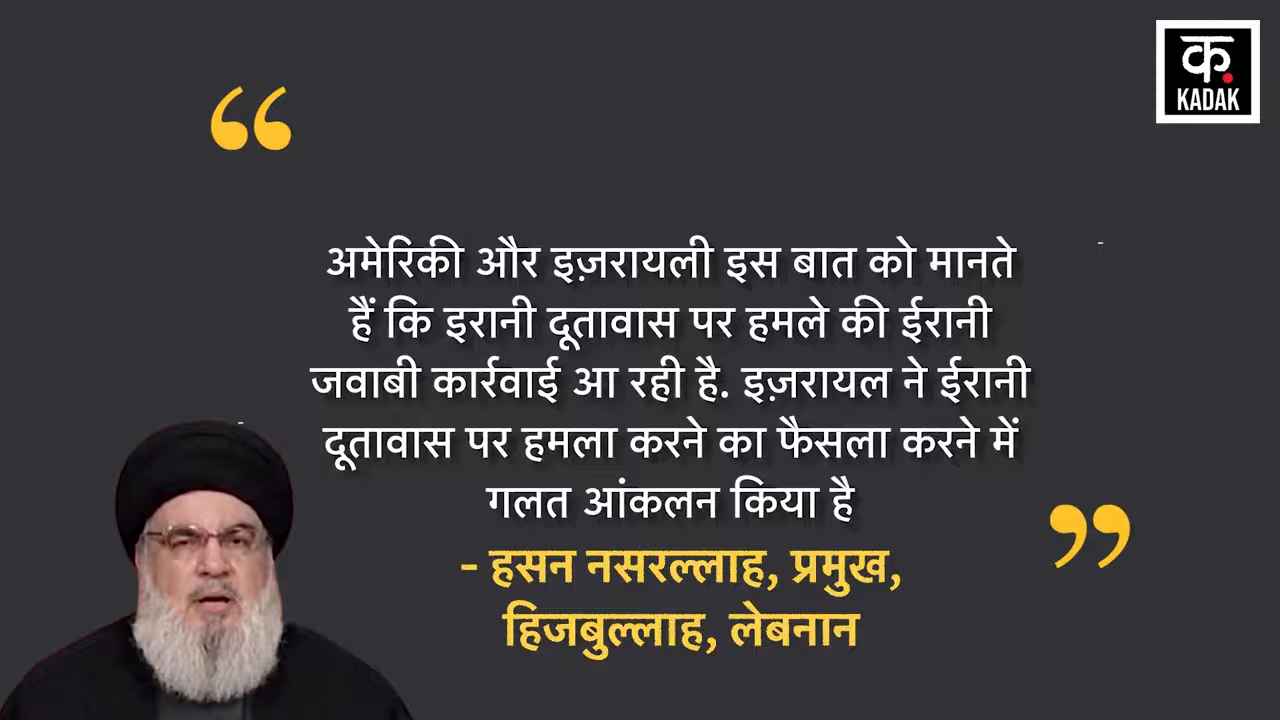 क.
KADAK
“
अमेरिकी और इज़रायली इस बात को मानते
हैं कि इरानी दूतावास पर हमले की ईरानी
जवाबी कार्रवाई आ रही है. इज़रायल ने ईरानी
दूतावास पर हमला करने का फैसला करने में
गलत आंकलन किया है
”
- हसन नसरल्लाह, प्रमुख,
हिजबुल्लाह, लेबनान